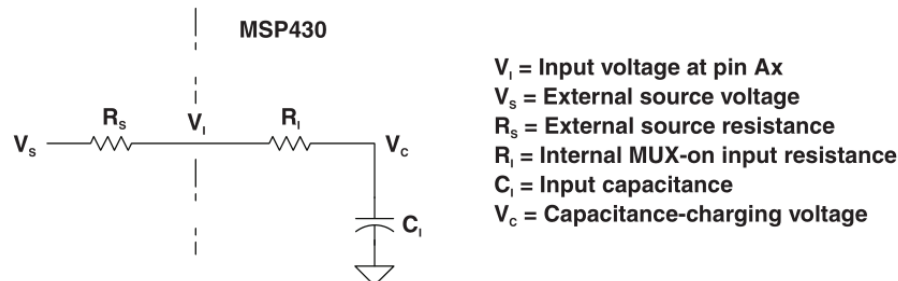 MSP430
Rs
VI
RI
Vs
Vc
CI
VI = Input voltage at pin Ax
Vs = External source voltage
Rs = External source resistance
RI = Internal MUX-on input resistance
CI = Input capacitance
Vc = Capacitance-charging voltage